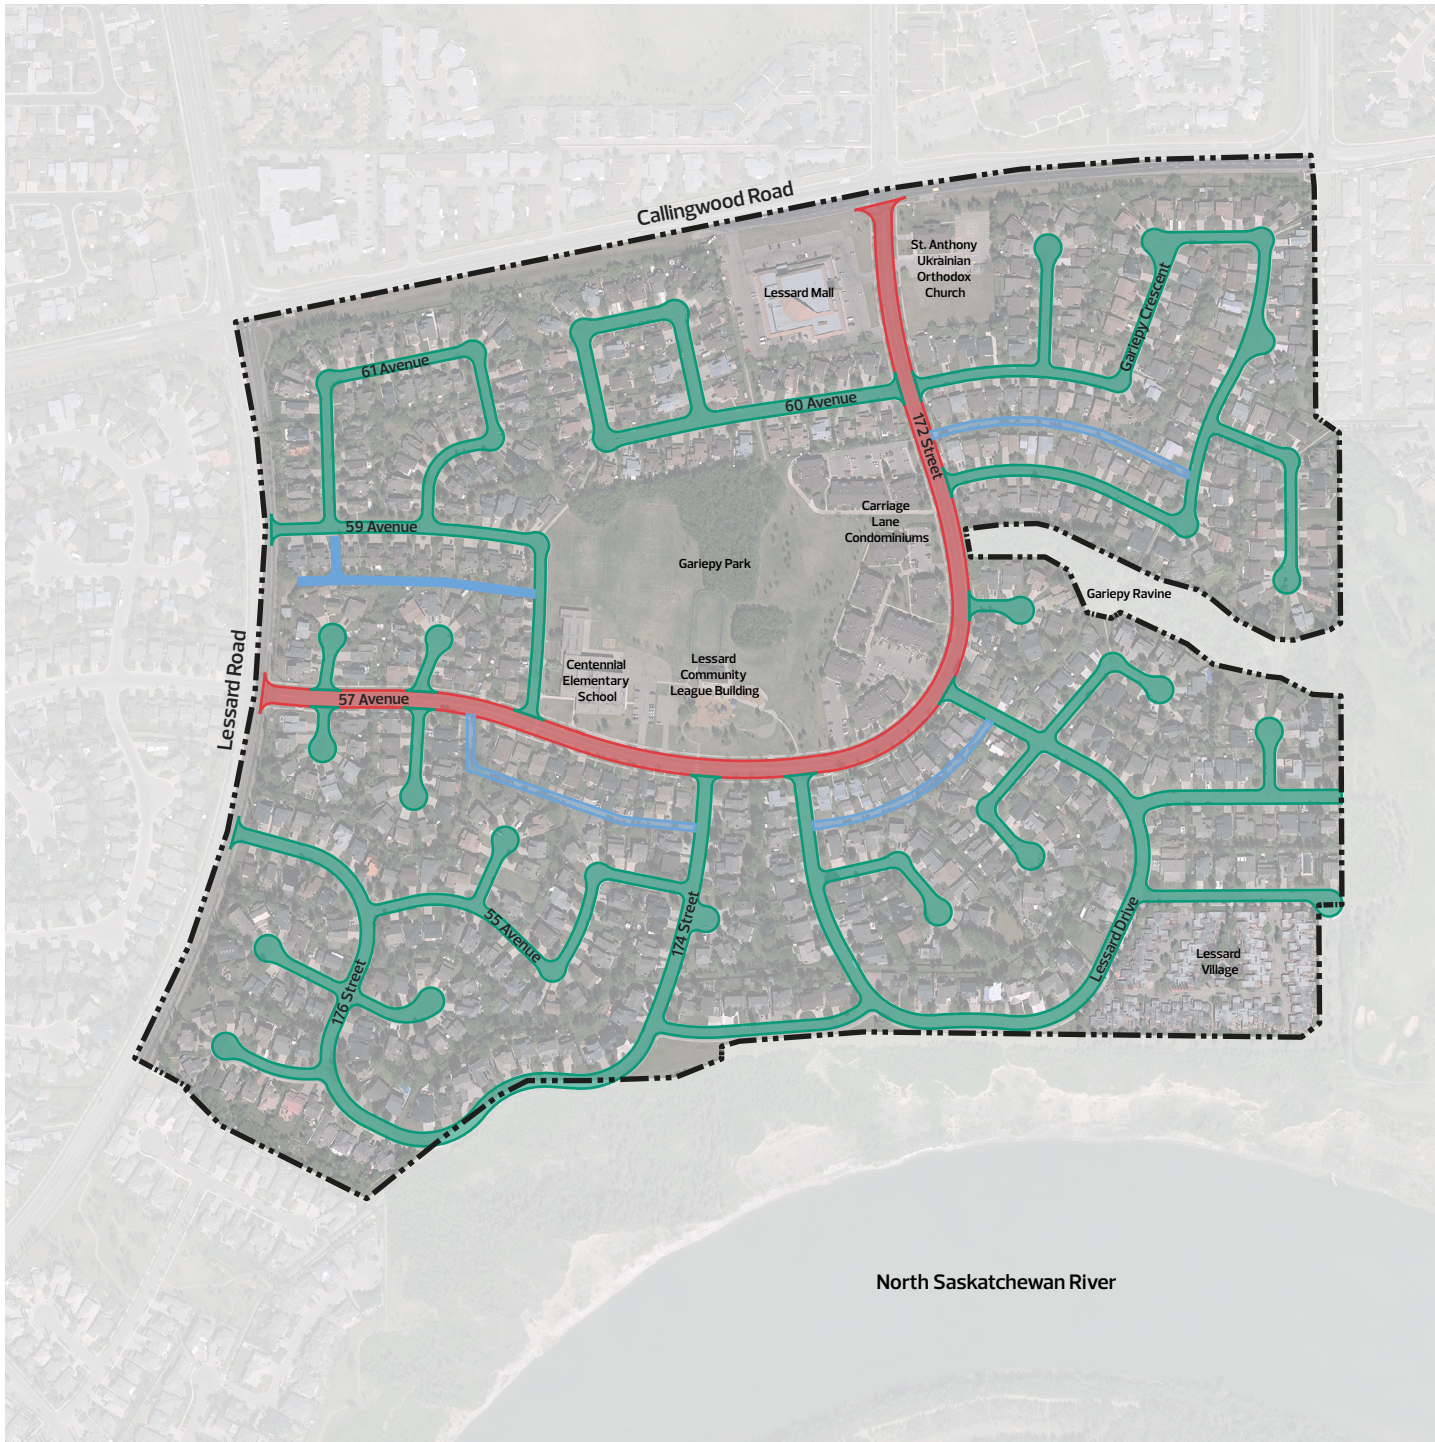 Callingwood Road
St. Anthony
Ukrainian
Orthodox
Church
Lessard Mall
Gariepy Crescent
61 Avenue
60 Avenue
172 Street
59 Avenue
Carriage
Lane
Condominiums
Gariepy Park
Gariepy Ravine
Lessard Road
Centennial
Elementary
School
Lessard
Community
League Building
57 Avenue
55 Avenue
174 Street
Lessard Drive
Lessard
Village
176 Street
North Saskatchewan River